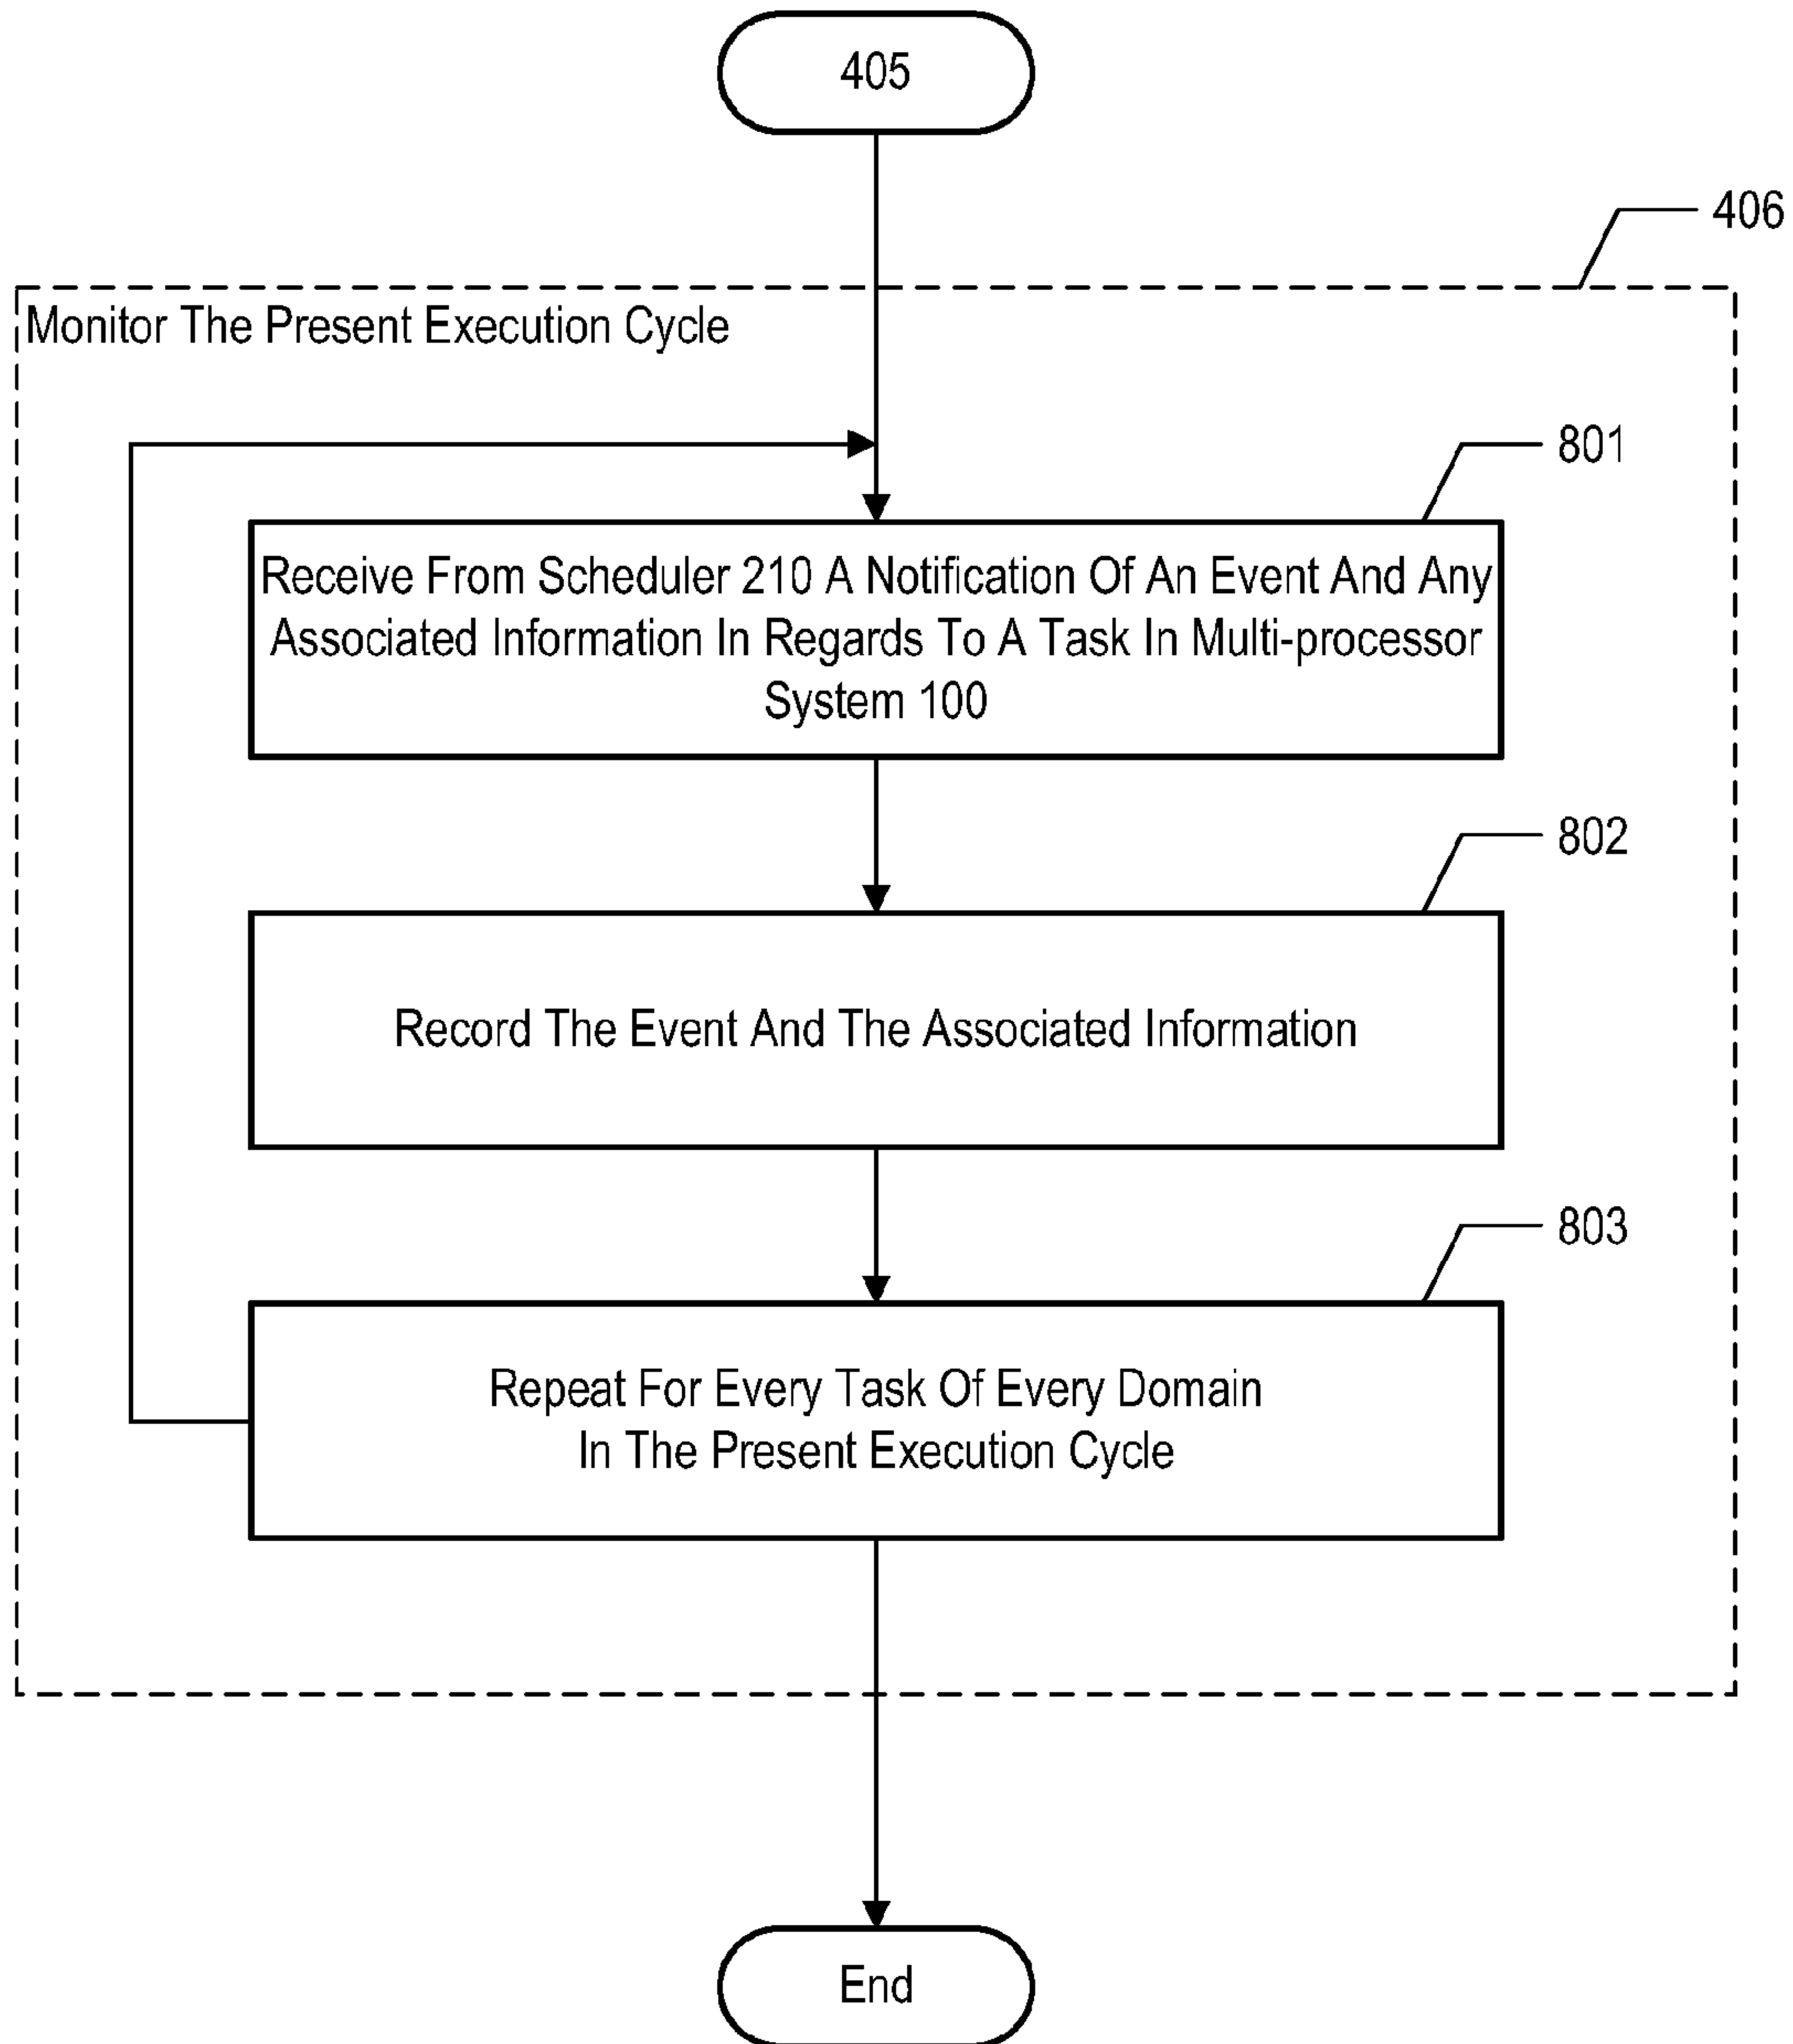 405
406
Monitor The Present Execution Cycle
801
Receive From Scheduler 210 A Notification Of An Event And Any
Associated Information In Regards To A Task In Multi-processor
System 100
802
Record The Event And The Associated Information
803
Repeat For Every Task Of Every Domain
In The Present Execution Cycle
End